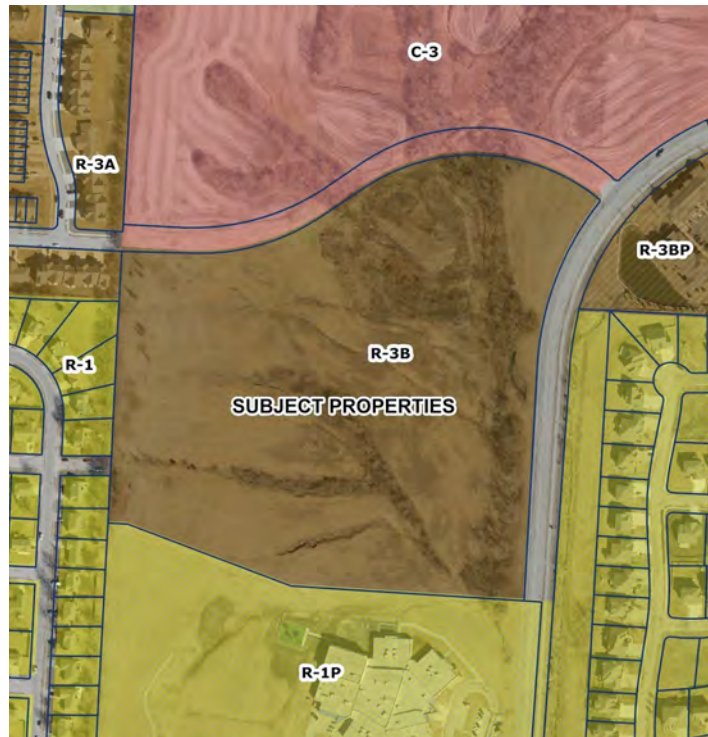 C-3
R-3A
R-3BP
R-3B
R-1
SUBJECT PROPERTIES
R-1P